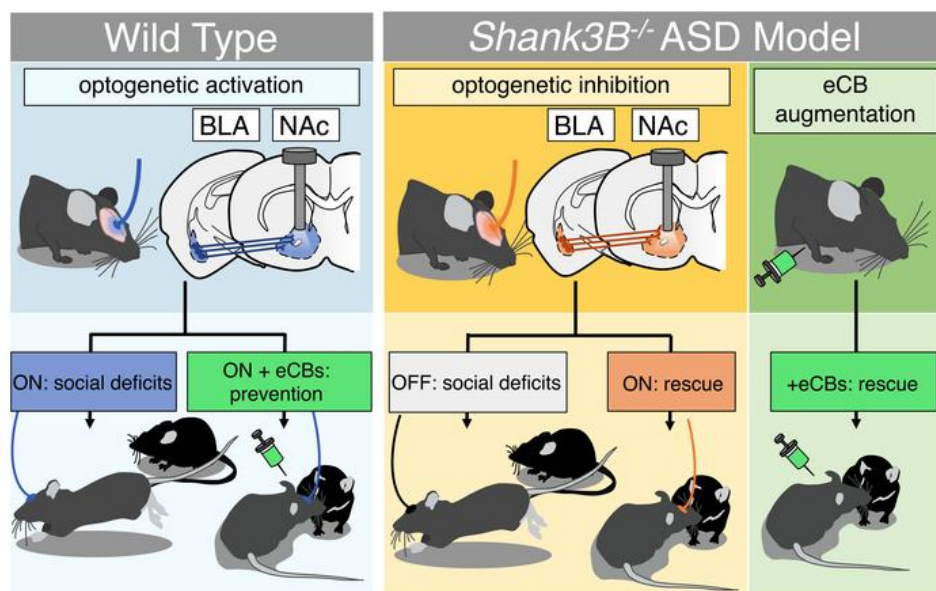 Wild Type
optogenetic activation
BLA
NAc
ON: social deficits
ON + eCBs:
prevention
Shank3B-/- ASD Model
optogenetic inhibition
BLA
NAc
OFF: social deficits
ON: rescue
eCB
augmentation
+eCBs: rescue